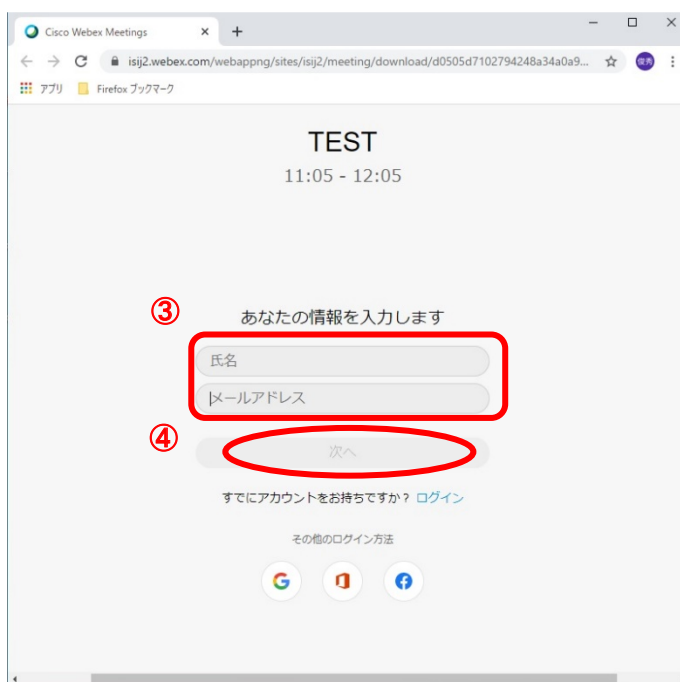 Cisco Webex Meetings
isij2.webex.com/webappng/sites/isij2/meeting/download/d0505d7102794248a34a0a9...
俊秀
アプリ Firefox ブックマーク
TEST
11:05 - 12:05
③ あなたの情報を入力します
氏名
メールアドレス
④ 次へ
すでにアカウントをお持ちですか? ログイン
その他のログイン方法